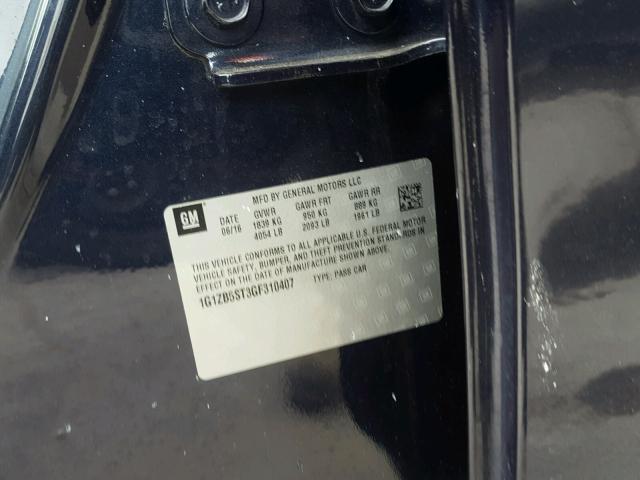 GM
MFD BY GENERAL MOTORS LLC
DATE GVWR GAWR FRT GAWR RR
06/16 1839 KG 950 KG 889 KG
4054 LB 2093 LB 1961 LB
THIS VEHICLE CONFORMS TO ALL APPLICABLE U.S. FEDERAL MOTOR
VEHICLE SAFETY, BUMPER, AND THEFT PREVENTION STANDARDS IN
EFFECT ON THE DATE OF MANUFACTURE SHOWN ABOVE.
1G1ZB5ST3GF310407 TYPE: PASS CAR